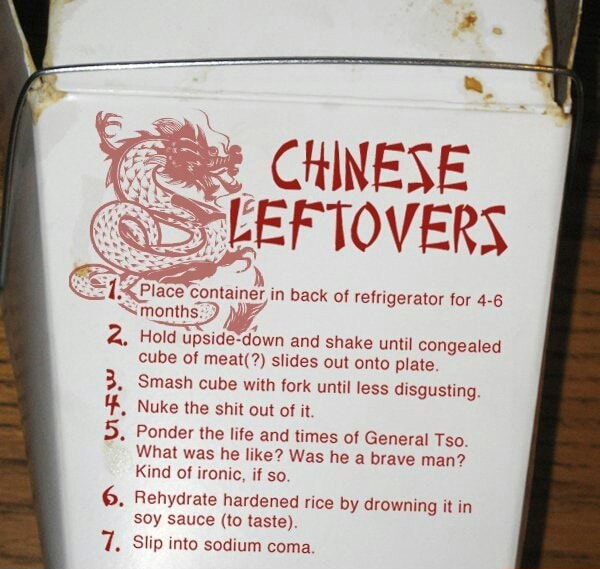 CHINESE
LEFTOVERS
1. Place container in back of refrigerator for 4-6
months.
2. Hold upside-down and shake until congealed
cube of meat(?) slides out onto plate.
3. Smash cube with fork until less disgusting.
4. Nuke the shit out of it.
5. Ponder the life and times of General Tso.
What was he like? Was he a brave man?
Kind of ironic, if so.
6. Rehydrate hardened rice by drowning it in
soy sauce (to taste).
7. Slip into sodium coma.